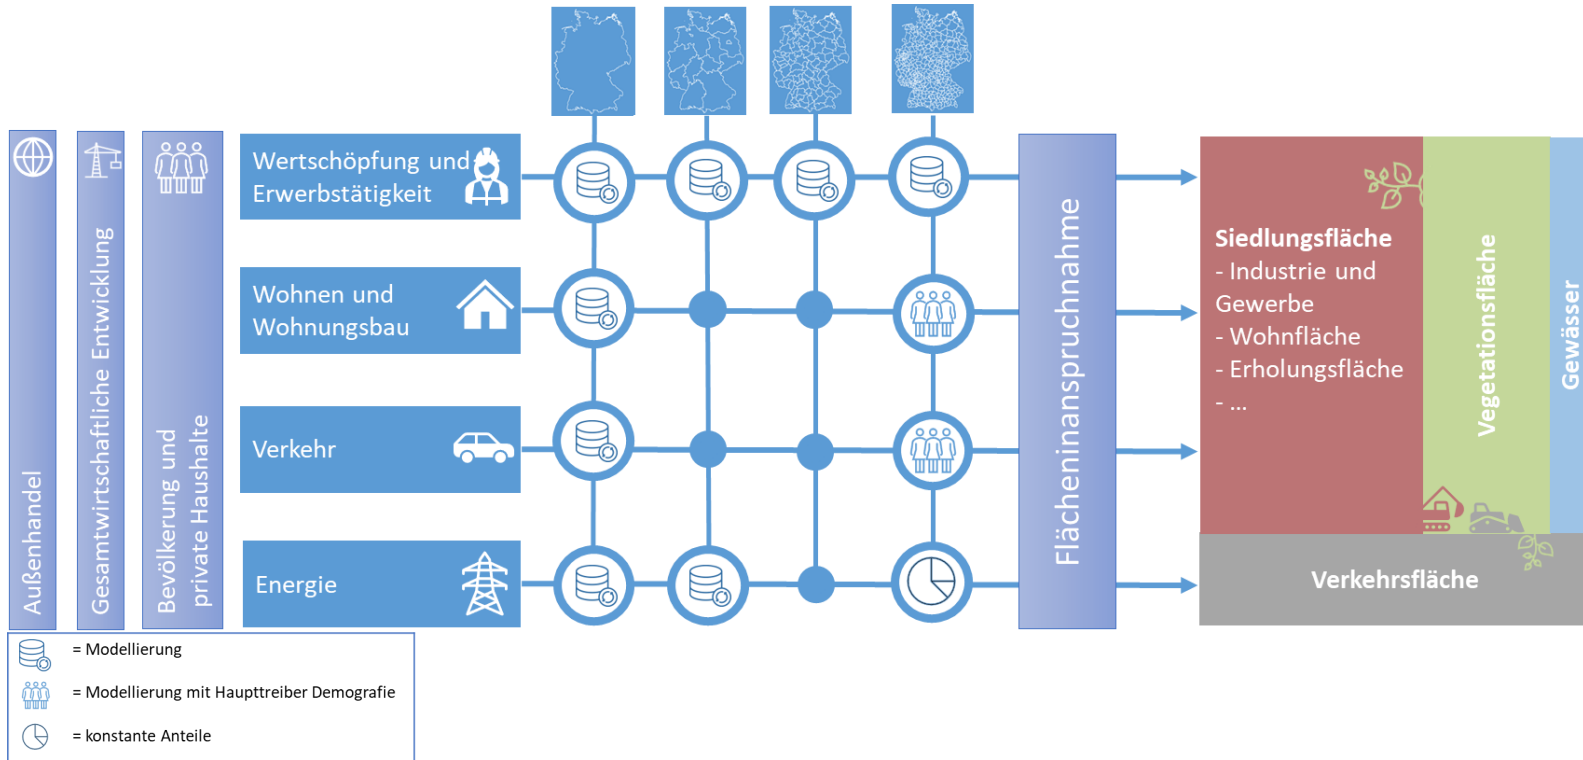 Außenhandel
Gesamtwirtschaftliche Entwicklung
Bevölkerung und
private Haushalte
Wertschöpfung und
Erwerbstätigkeit
Wohnen und
Wohnungsbau
Verkehr
Energie
Flächeninanspruchnahme
Siedlungsfläche
- Industrie und
Gewerbe
- Wohnfläche
- Erholungsfläche
- ...
Vegetationsfläche
Gewässer
Verkehrsfläche
= Modellierung
= Modellierung mit Haupttreiber Demografie
= konstante Anteile